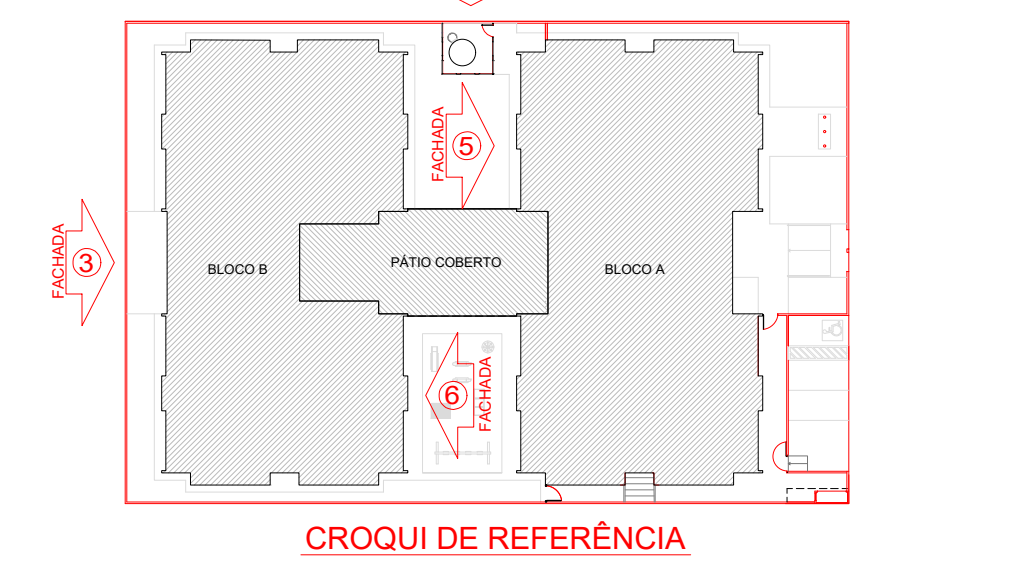 FACHADA
5
FACHADA
3
BLOCO B
PÁTIO COBERTO
BLOCO A
6
FACHADA
CROQUI DE REFERÊNCIA